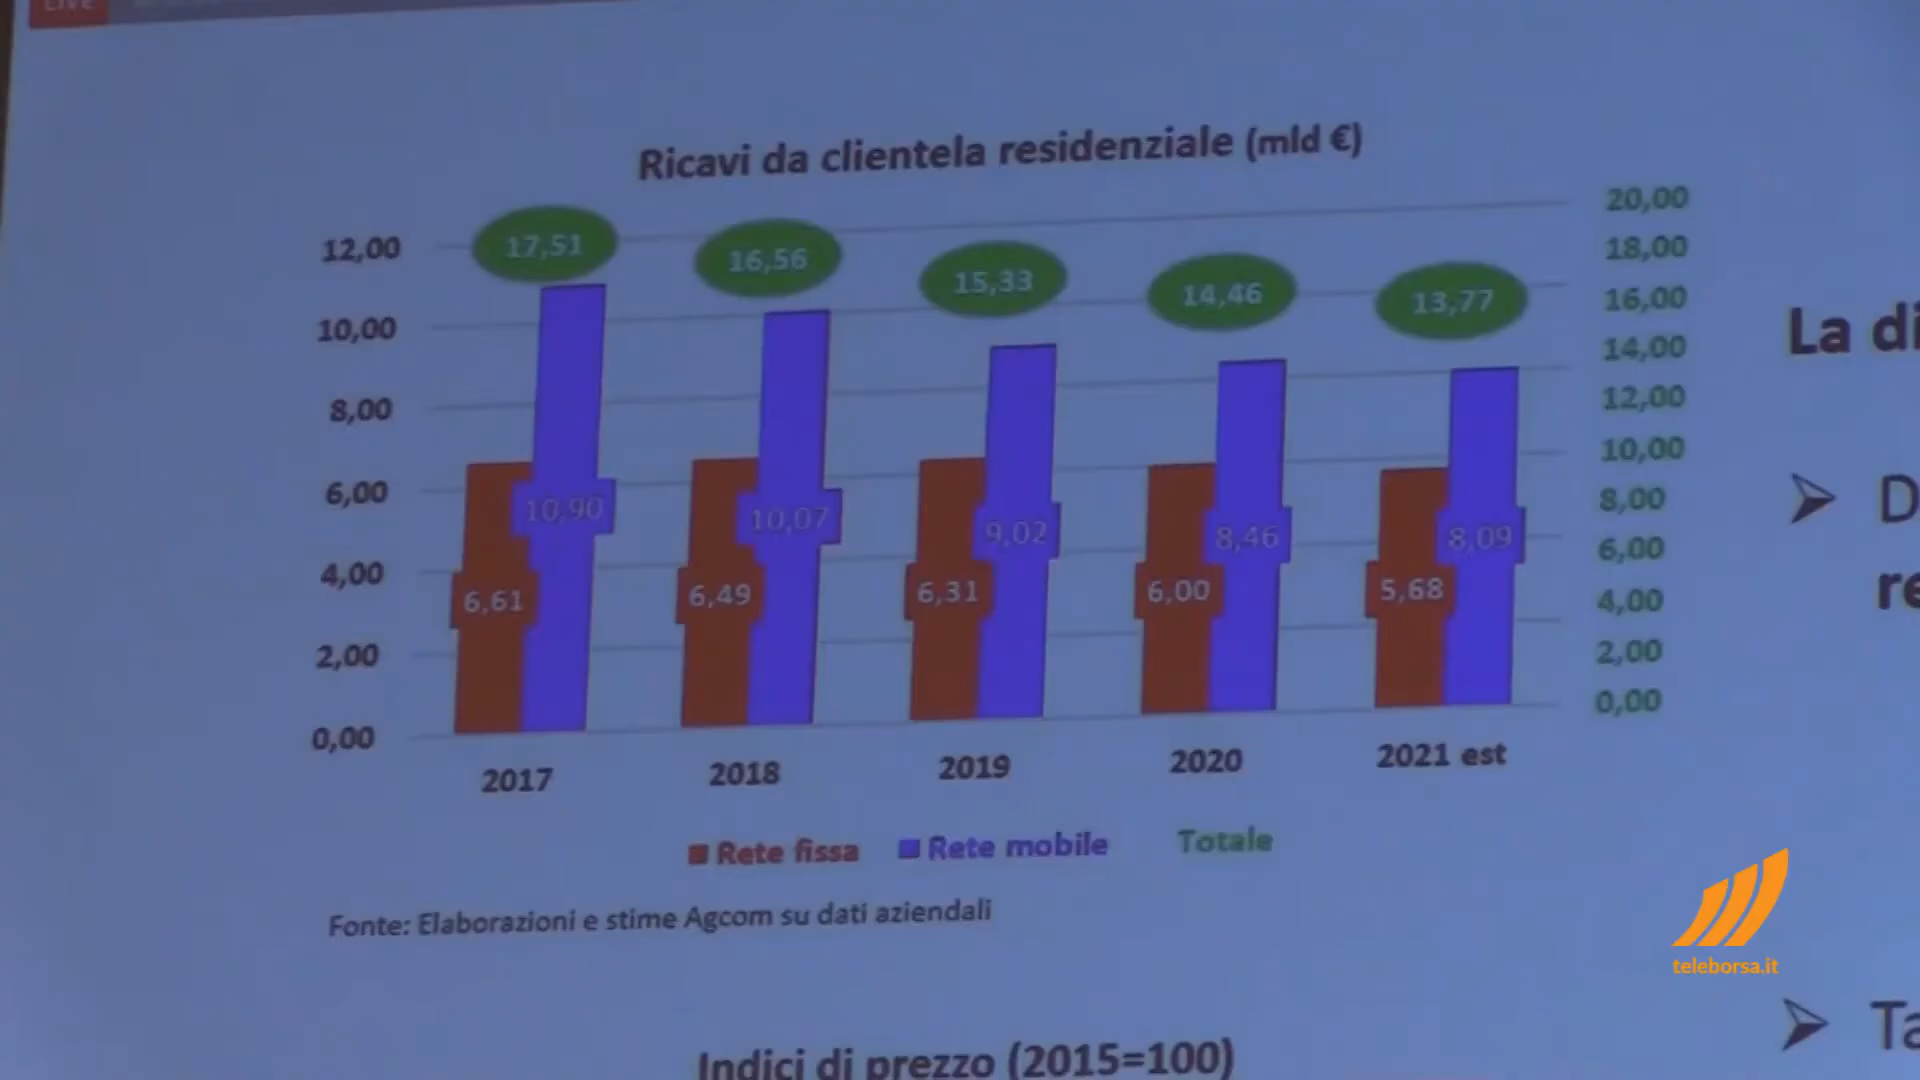 LIVE
Ricavi da clientela residenziale (mld €)
12,00
10,00
8,00
6,00
4,00
2,00
0,00
17,51
16,56
15,33
14,46
13,77
10,90
10,07
9,02
8,46
8,09
6,61
6,49
6,31
6,00
5,68
20,00
18,00
16,00
14,00
12,00
10,00
8,00
6,00
4,00
2,00
0,00
2017
2018
2019
2020
2021 est
Rete fissa
Rete mobile
Totale
Fonte: Elaborazioni e stime Agcom su dati aziendali
Indici di prezzo (2015=100)
La di
D
re
Ta
teleborsa.it